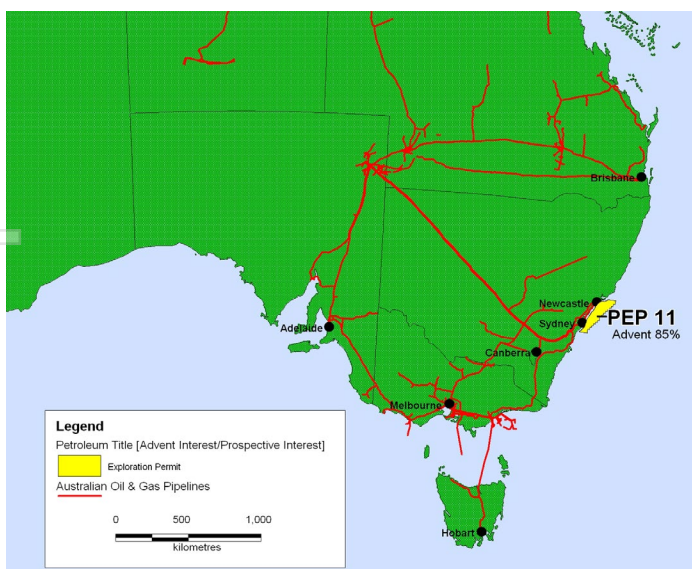 Brisbane
Newcastle
PEP 11
Sydney
Advent 85%
Adelaide
Canberra
Melbourne
Legend
Petroleum Title [Advent Interest/Prospective Interest]
Exploration Permit
Australian Oil & Gas Pipelines
0 500 1,000
kilometres
Hobart